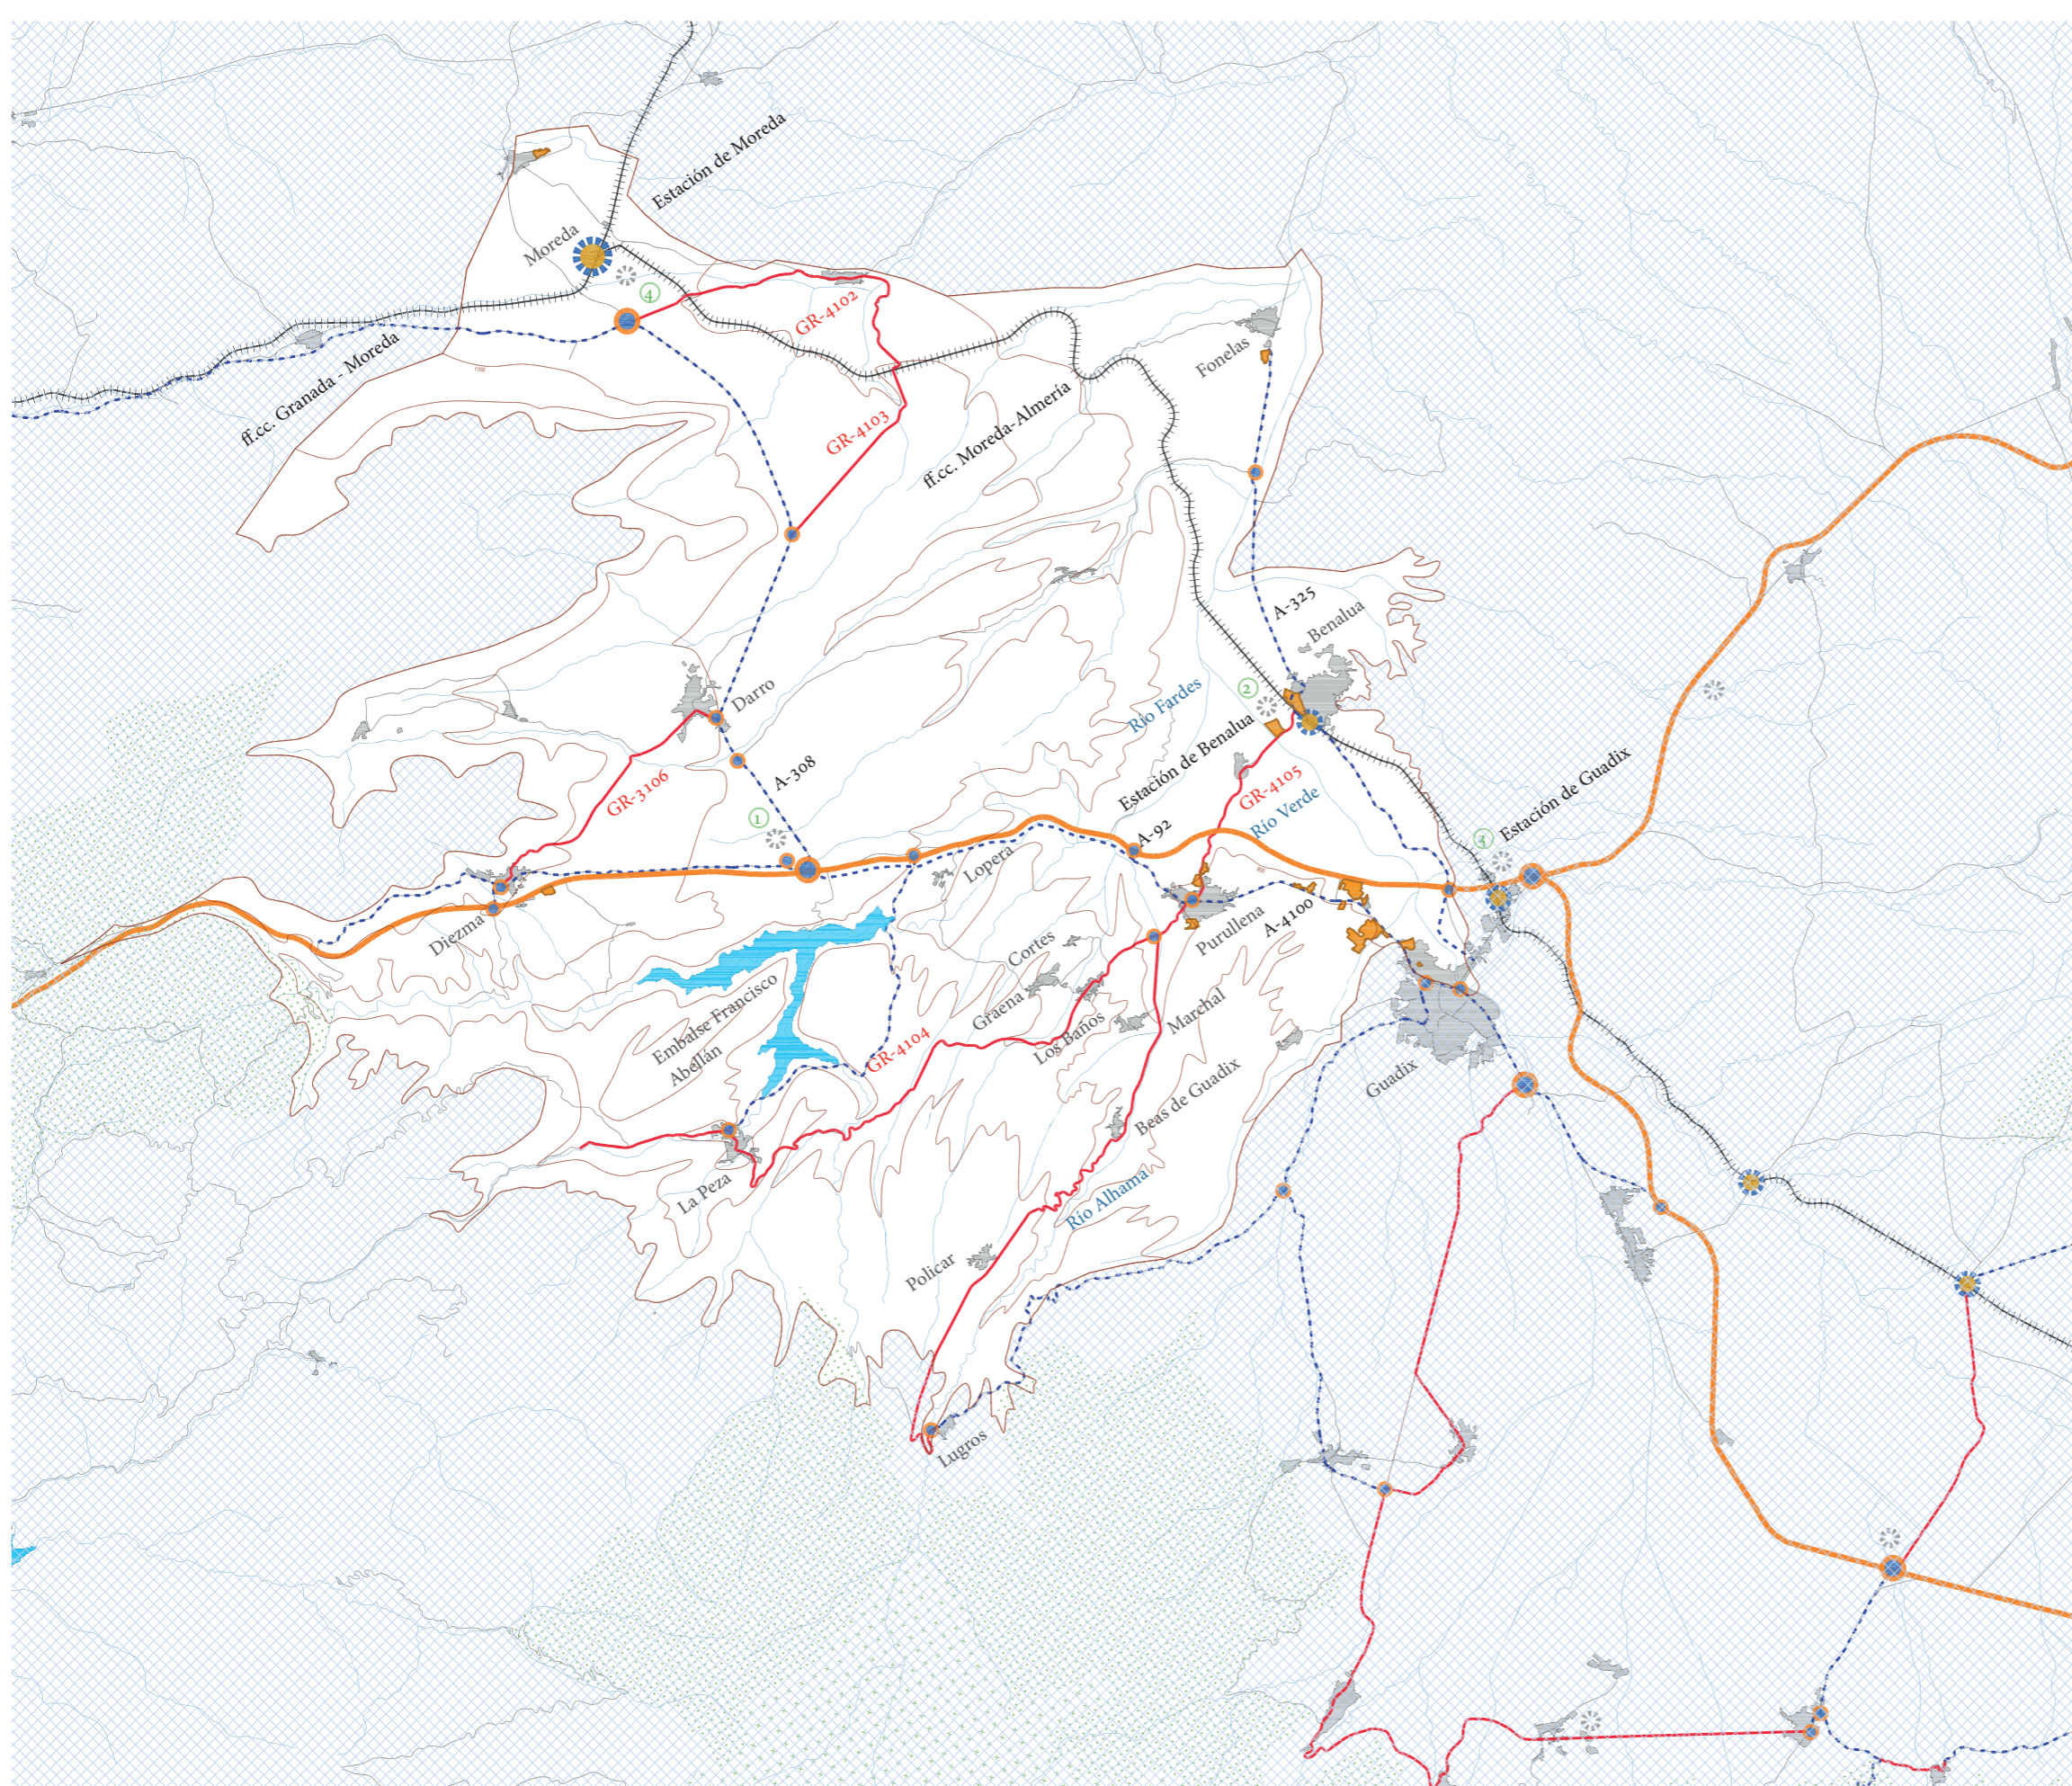 Estación de Moreda
Moreda
④
GR-4102
ff.cc. Granada - Moreda
1100
Fonelas
GR-4103
ff.cc. Moreda-Almería
A-325
Benalua
②
Darro
Río Fardes
Estación de Benalua
A-308
GR-3106
GR-4105
Río Verde
Estación de Guadix
①
③
A-92
Lopera
Diezma
Purullena
A-4100
Cortes
Graena
Embalse Francisco
Abellán
Los Baños
Marchal
GR-4104
Guadix
Beas de Guadix
La Peza
Río Alhama
Policar
Lugros